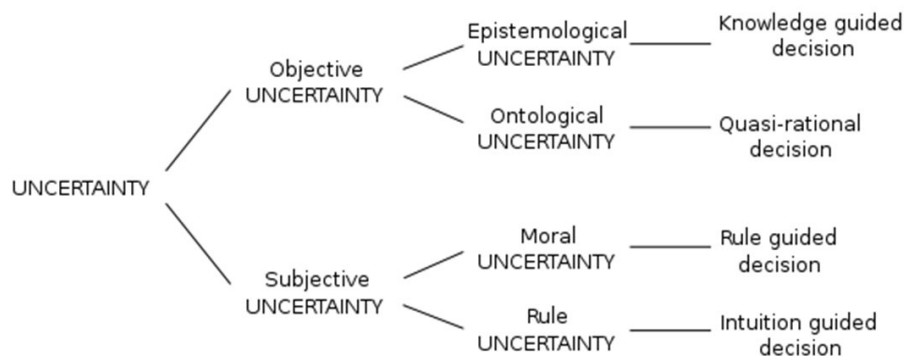 Epistemological
UNCERTAINTY
Knowledge guided
decision
Objective
UNCERTAINTY
Ontological
UNCERTAINTY
Quasi-rational
decision
UNCERTAINTY
Moral
UNCERTAINTY
Rule guided
decision
Subjective
UNCERTAINTY
Rule
UNCERTAINTY
Intuition guided
decision